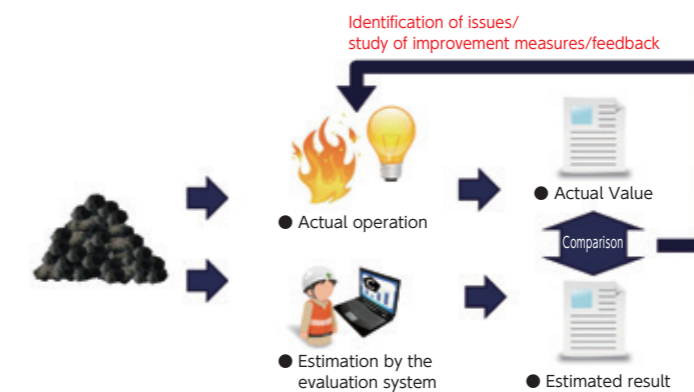 Identification of issues/
study of improvement measures/feedback
● Actual operation
● Actual Value
Comparison
● Estimation by the
evaluation system
● Estimated result